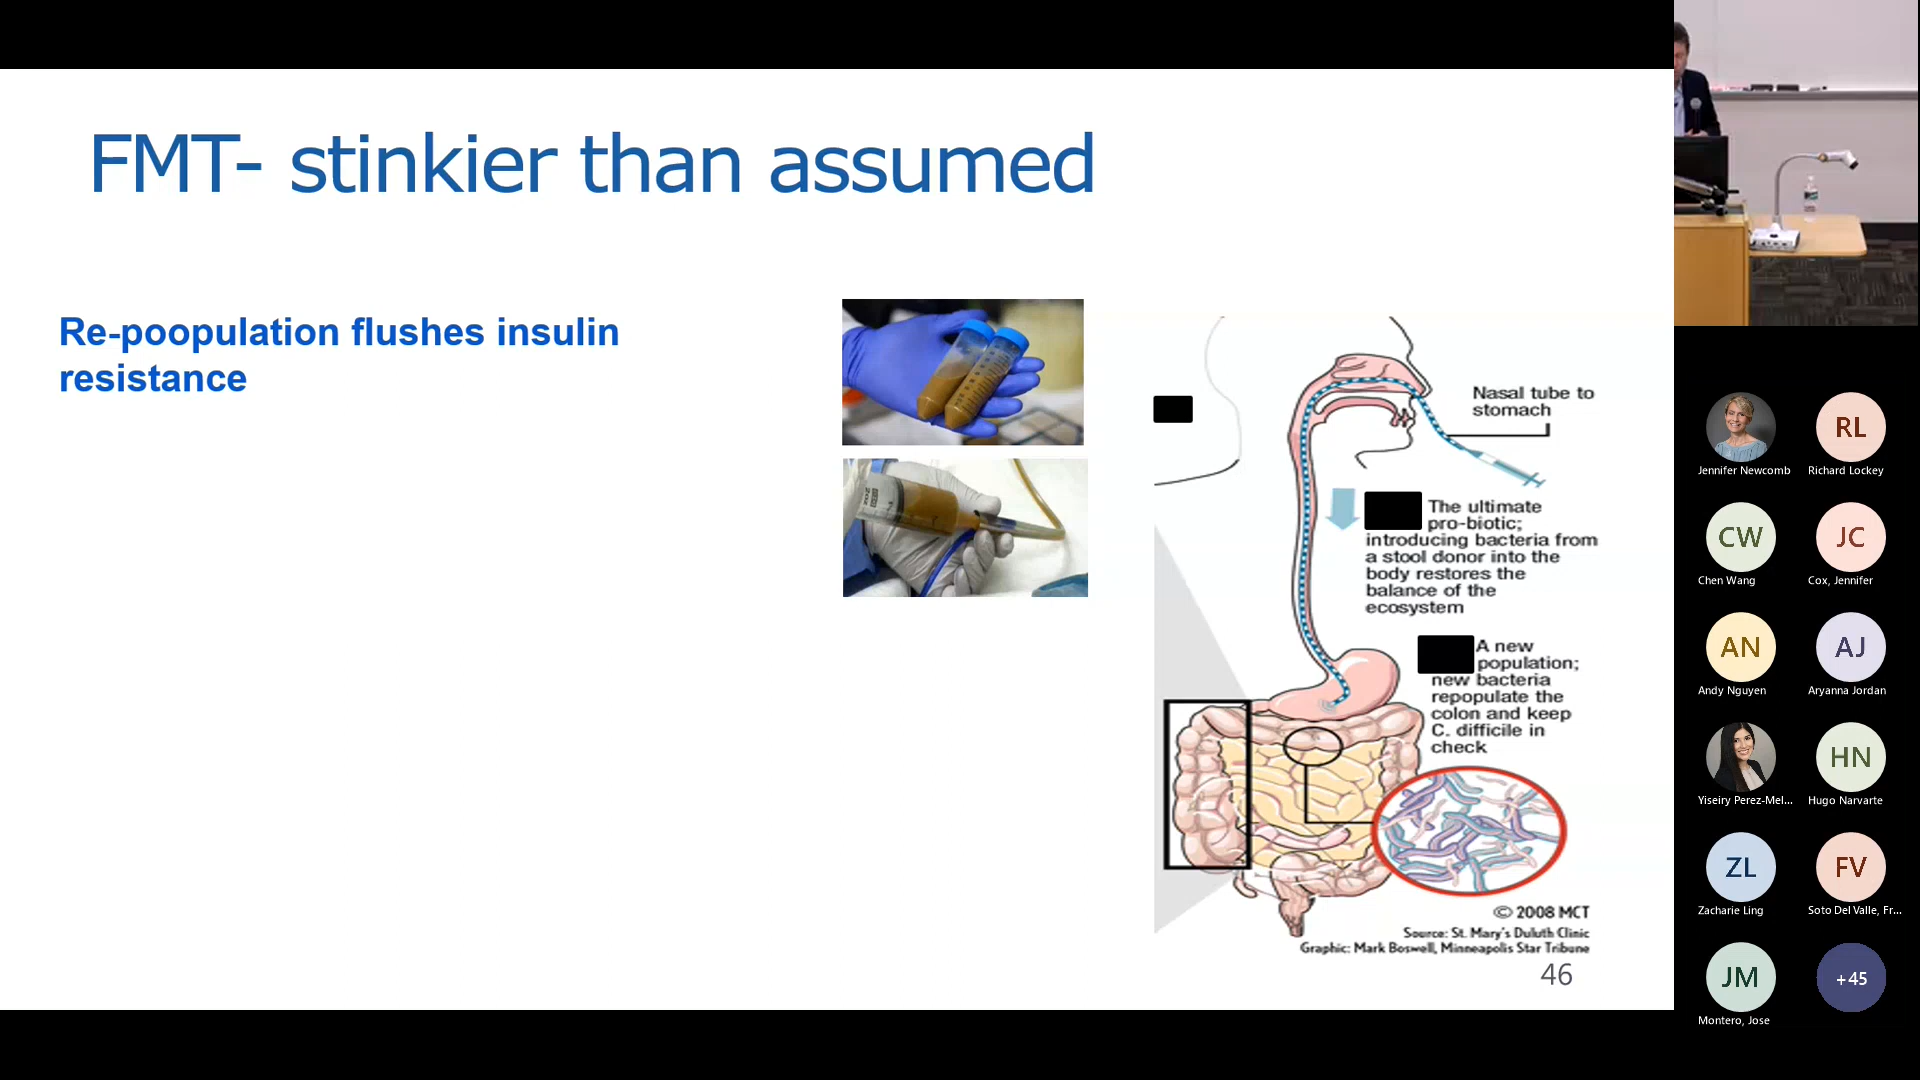 FMT- stinkier than assumed
Re-poopulation flushes insulin
resistance
Nasal tube to
stomach
The ultimate
pro-biotic;
introducing bacteria from
a stool donor into the
body restores the
balance of the
ecosystem
A new
population;
new bacteria
repopulate the
colon and keep
C. difficile in
check
© 2008 MCT
Source: St. Mary's Duluth Clinic
Graphic: Mark Boswell, Minneapolis Star Tribune
46
Jennifer Newcomb
RL
Richard Lockey
CW
Chen Wang
JC
Cox, Jennifer
AN
Andy Nguyen
AJ
Aryanna Jordan
Yiseiry Perez-Mel...
HN
Hugo Narvarte
ZL
Zacharie Ling
FV
Soto Del Valle, Fr...
JM
Montero, Jose
+45